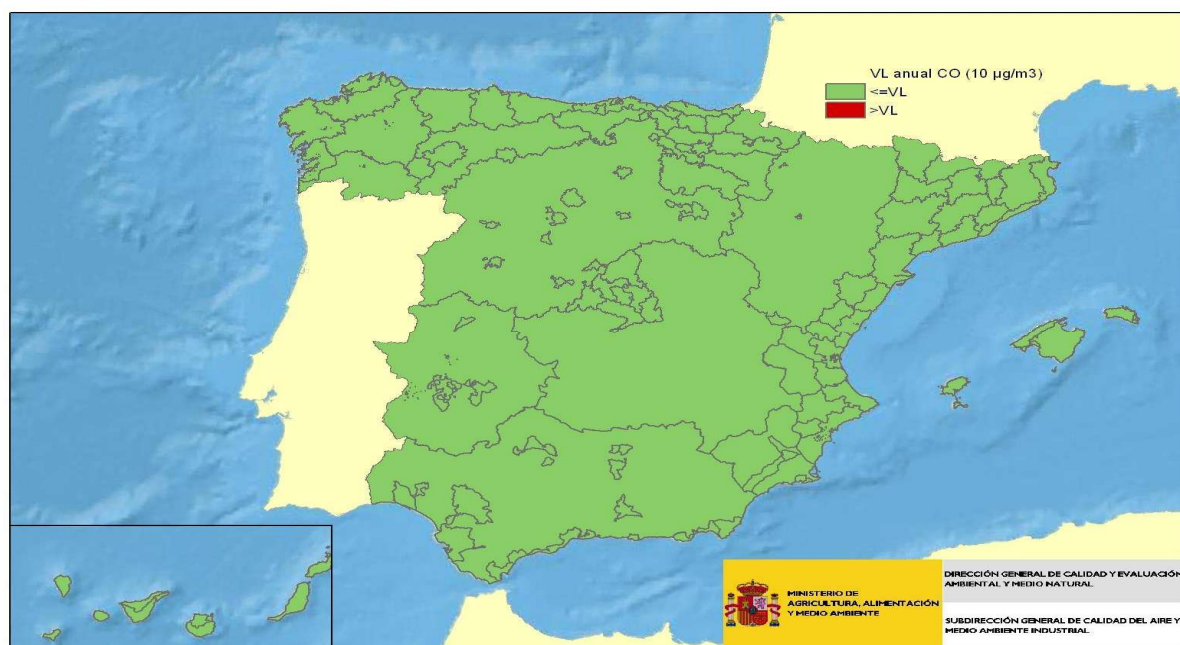 VL anual CO (10 µg/m3)
<=VL
>VL
MINISTERIO DE
AGRICULTURA, ALIMENTACIÓN
Y MEDIO AMBIENTE
DIRECCIÓN GENERAL DE CALIDAD Y EVALUACIÓN
AMBIENTAL Y MEDIO NATURAL
SUBDIRECCIÓN GENERAL DE CALIDAD DEL AIRE Y
MEDIO AMBIENTE INDUSTRIAL